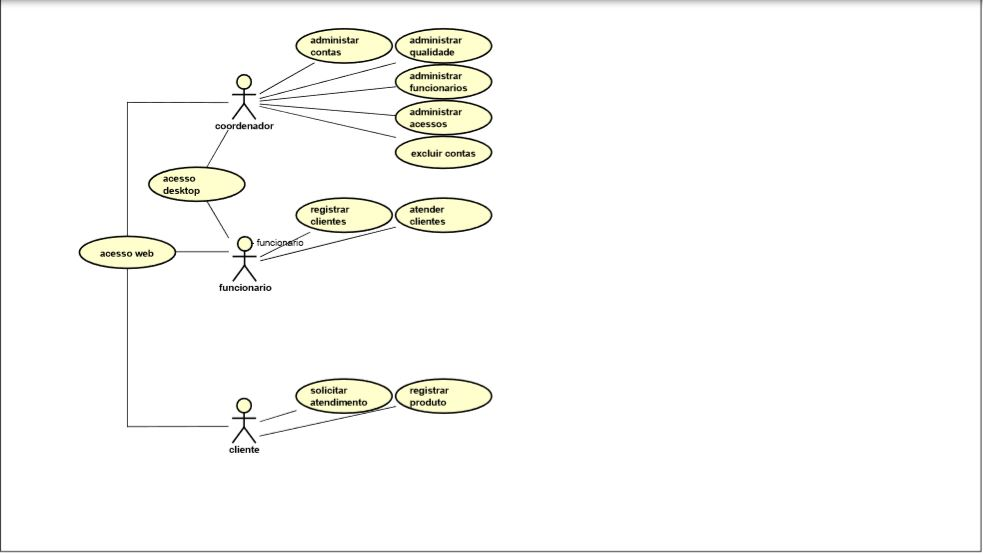 administar
contas
administrar
qualidade
administrar
funcionarios
administrar
acessos
excluir contas
coordenador
acesso
desktop
registrar
clientes
atender
clientes
funcionario
acesso web
funcionario
solicitar
atendimento
registrar
produto
cliente